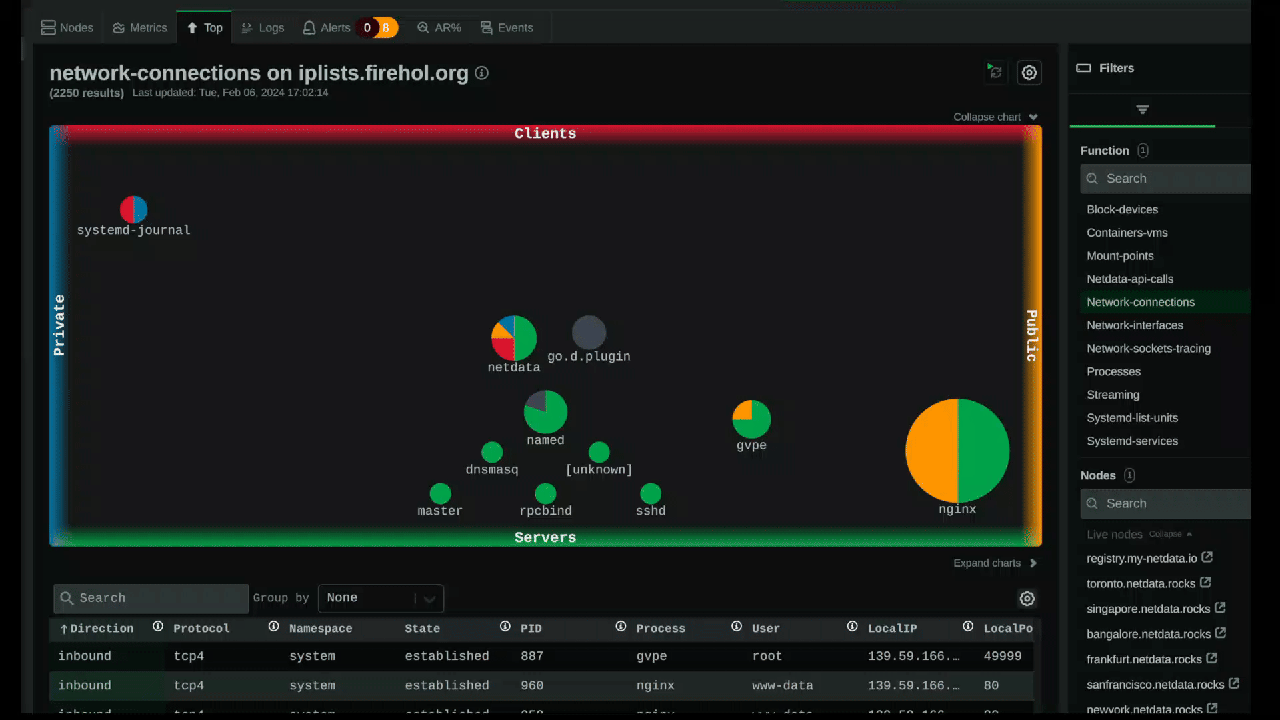 Nodes Metrics Top Logs Alerts 0 8 AR% Events
network-connections on iplists.firehol.org
(2250 results) Last updated: Tue, Feb 06, 2024 17:02:14
Collapse chart
Clients
systemd-journal
Private
Public
netdata
go.d.plugin
named
gvpe
dnsmasq
[unknown]
master
rpcbind
sshd
nginx
Servers
Expand charts
Search Group by None
Direction Protocol Namespace State PID Process User LocalIP LocalPo
inbound tcp4 system established 887 gvpe root 139.59.166.… 49999
inbound tcp4 system established 960 nginx www-data 139.59.166.… 80
Filters
Function 1
Search
Block-devices
Containers-vms
Mount-points
Netdata-api-calls
Network-connections
Network-interfaces
Network-sockets-tracing
Processes
Streaming
Systemd-list-units
Systemd-services
Nodes 1
Search
Live nodes Collapse
registry.my-netdata.io
toronto.netdata.rocks
singapore.netdata.rocks
bangalore.netdata.rocks
frankfurt.netdata.rocks
sanfrancisco.netdata.rocks
newyork.netdata.rocks